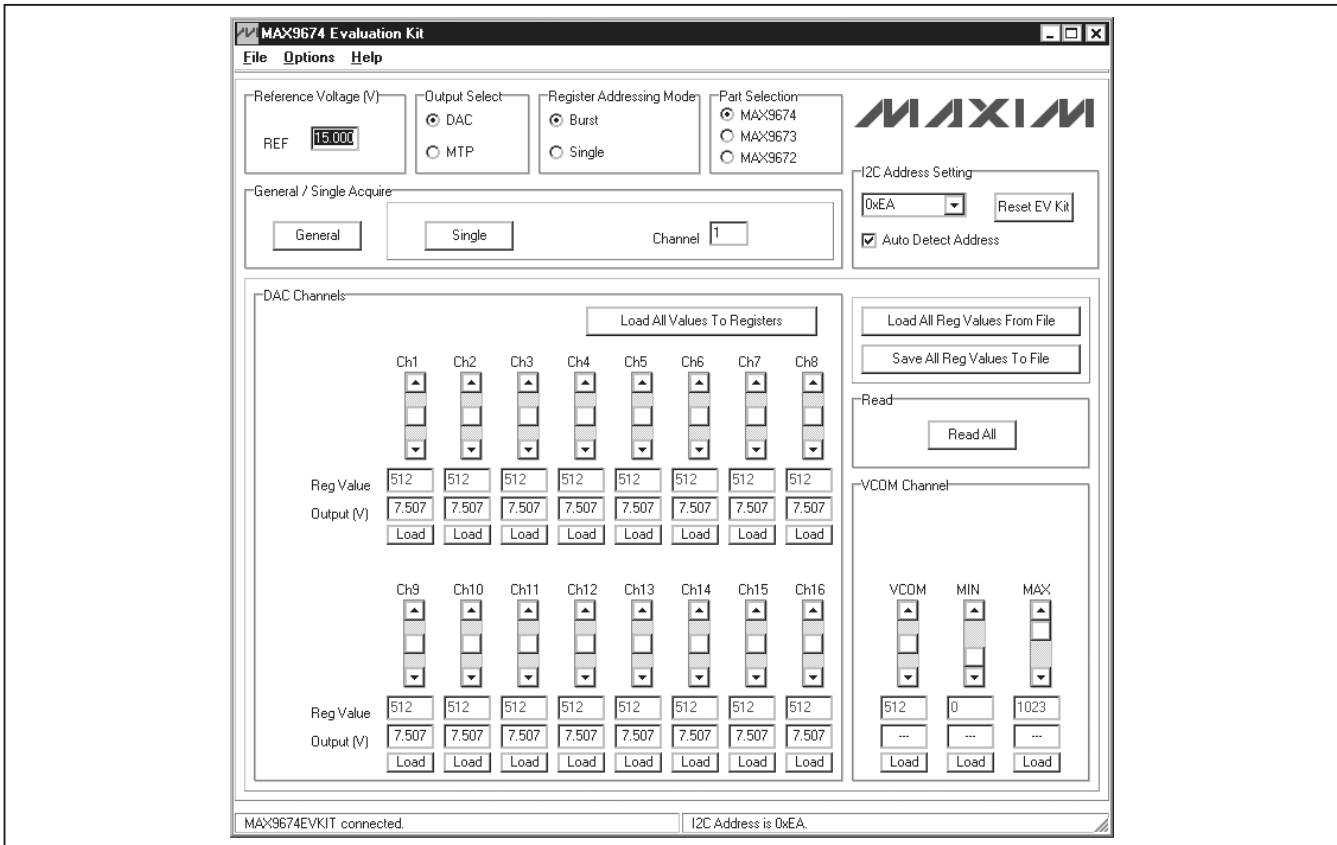 MAX9674 Evaluation Kit
File Options Help
Reference Voltage (V)
REF 15.000
Output Select
DAC
MTP
Register Addressing Mode
Burst
Single
Part Selection
MAX9674
MAX9673
MAX9672
MAXIM
I2C Address Setting
0xEA
Reset EV Kit
Auto Detect Address
General / Single Acquire
General
Single
Channel 1
DAC Channels
Load All Values To Registers
Ch1 Ch2 Ch3 Ch4 Ch5 Ch6 Ch7 Ch8
Reg Value 512 512 512 512 512 512 512 512
Output (V) 7.507 7.507 7.507 7.507 7.507 7.507 7.507 7.507
Load Load Load Load Load Load Load Load
Ch9 Ch10 Ch11 Ch12 Ch13 Ch14 Ch15 Ch16
Reg Value 512 512 512 512 512 512 512 512
Output (V) 7.507 7.507 7.507 7.507 7.507 7.507 7.507 7.507
Load Load Load Load Load Load Load Load
Load All Reg Values From File
Save All Reg Values To File
Read
Read All
VCOM Channel
VCOM MIN MAX
512 0 1023
--- --- ---
Load Load Load
MAX9674EVKIT connected.
I2C Address is 0xEA.